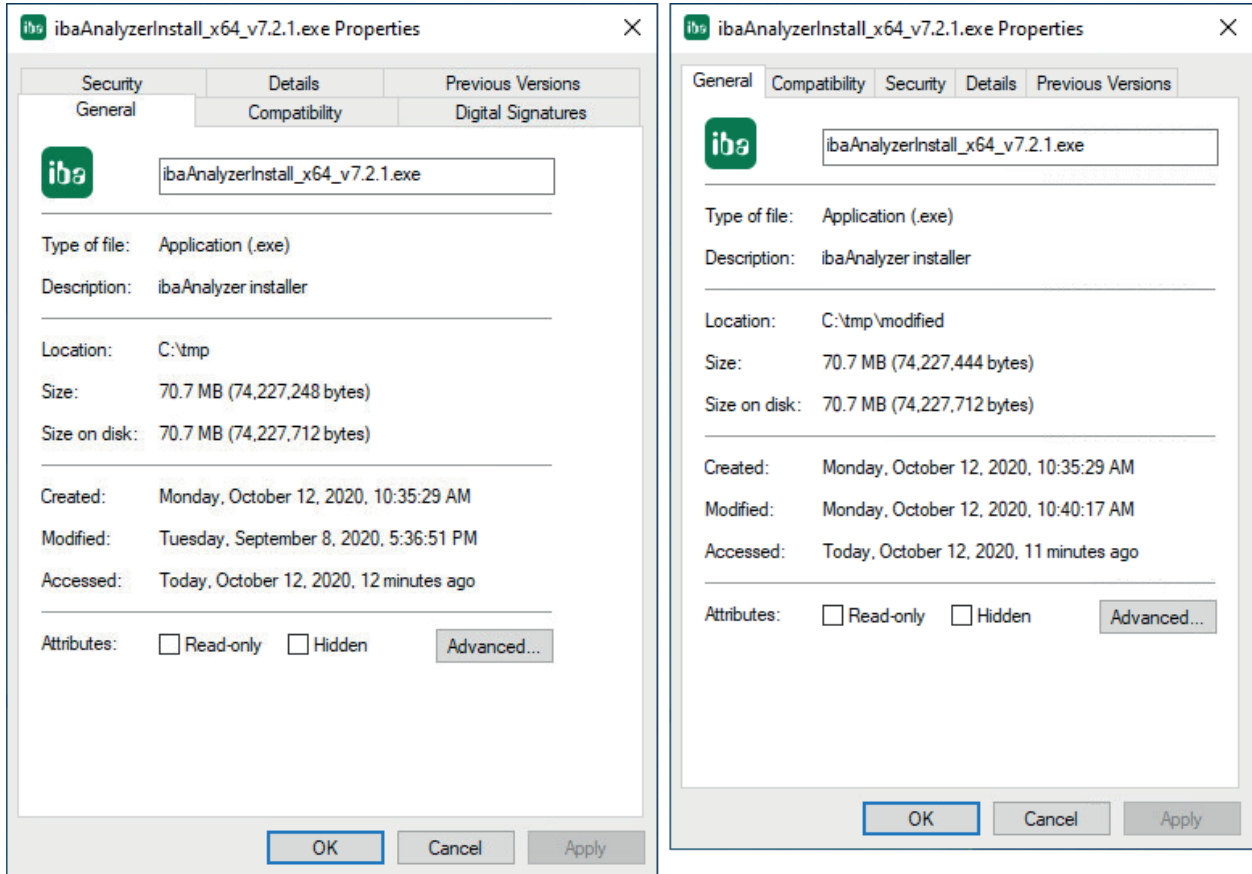 ibaAnalyzerInstall_x64_v7.2.1.exe Properties
Security Details Previous Versions
General Compatibility Digital Signatures
iba
ibaAnalyzerInstall_x64_v7.2.1.exe
Type of file: Application (.exe)
Description: ibaAnalyzer installer
Location: C:\tmp
Size: 70.7 MB (74,227,248 bytes)
Size on disk: 70.7 MB (74,227,712 bytes)
Created: Monday, October 12, 2020, 10:35:29 AM
Modified: Tuesday, September 8, 2020, 5:36:51 PM
Accessed: Today, October 12, 2020, 12 minutes ago
Attributes: Read-only Hidden Advanced...
OK Cancel Apply
ibaAnalyzerInstall_x64_v7.2.1.exe Properties
General Compatibility Security Details Previous Versions
iba
ibaAnalyzerInstall_x64_v7.2.1.exe
Type of file: Application (.exe)
Description: ibaAnalyzer installer
Location: C:\tmp\modified
Size: 70.7 MB (74,227,444 bytes)
Size on disk: 70.7 MB (74,227,712 bytes)
Created: Monday, October 12, 2020, 10:35:29 AM
Modified: Monday, October 12, 2020, 10:40:17 AM
Accessed: Today, October 12, 2020, 11 minutes ago
Attributes: Read-only Hidden Advanced...
OK Cancel Apply